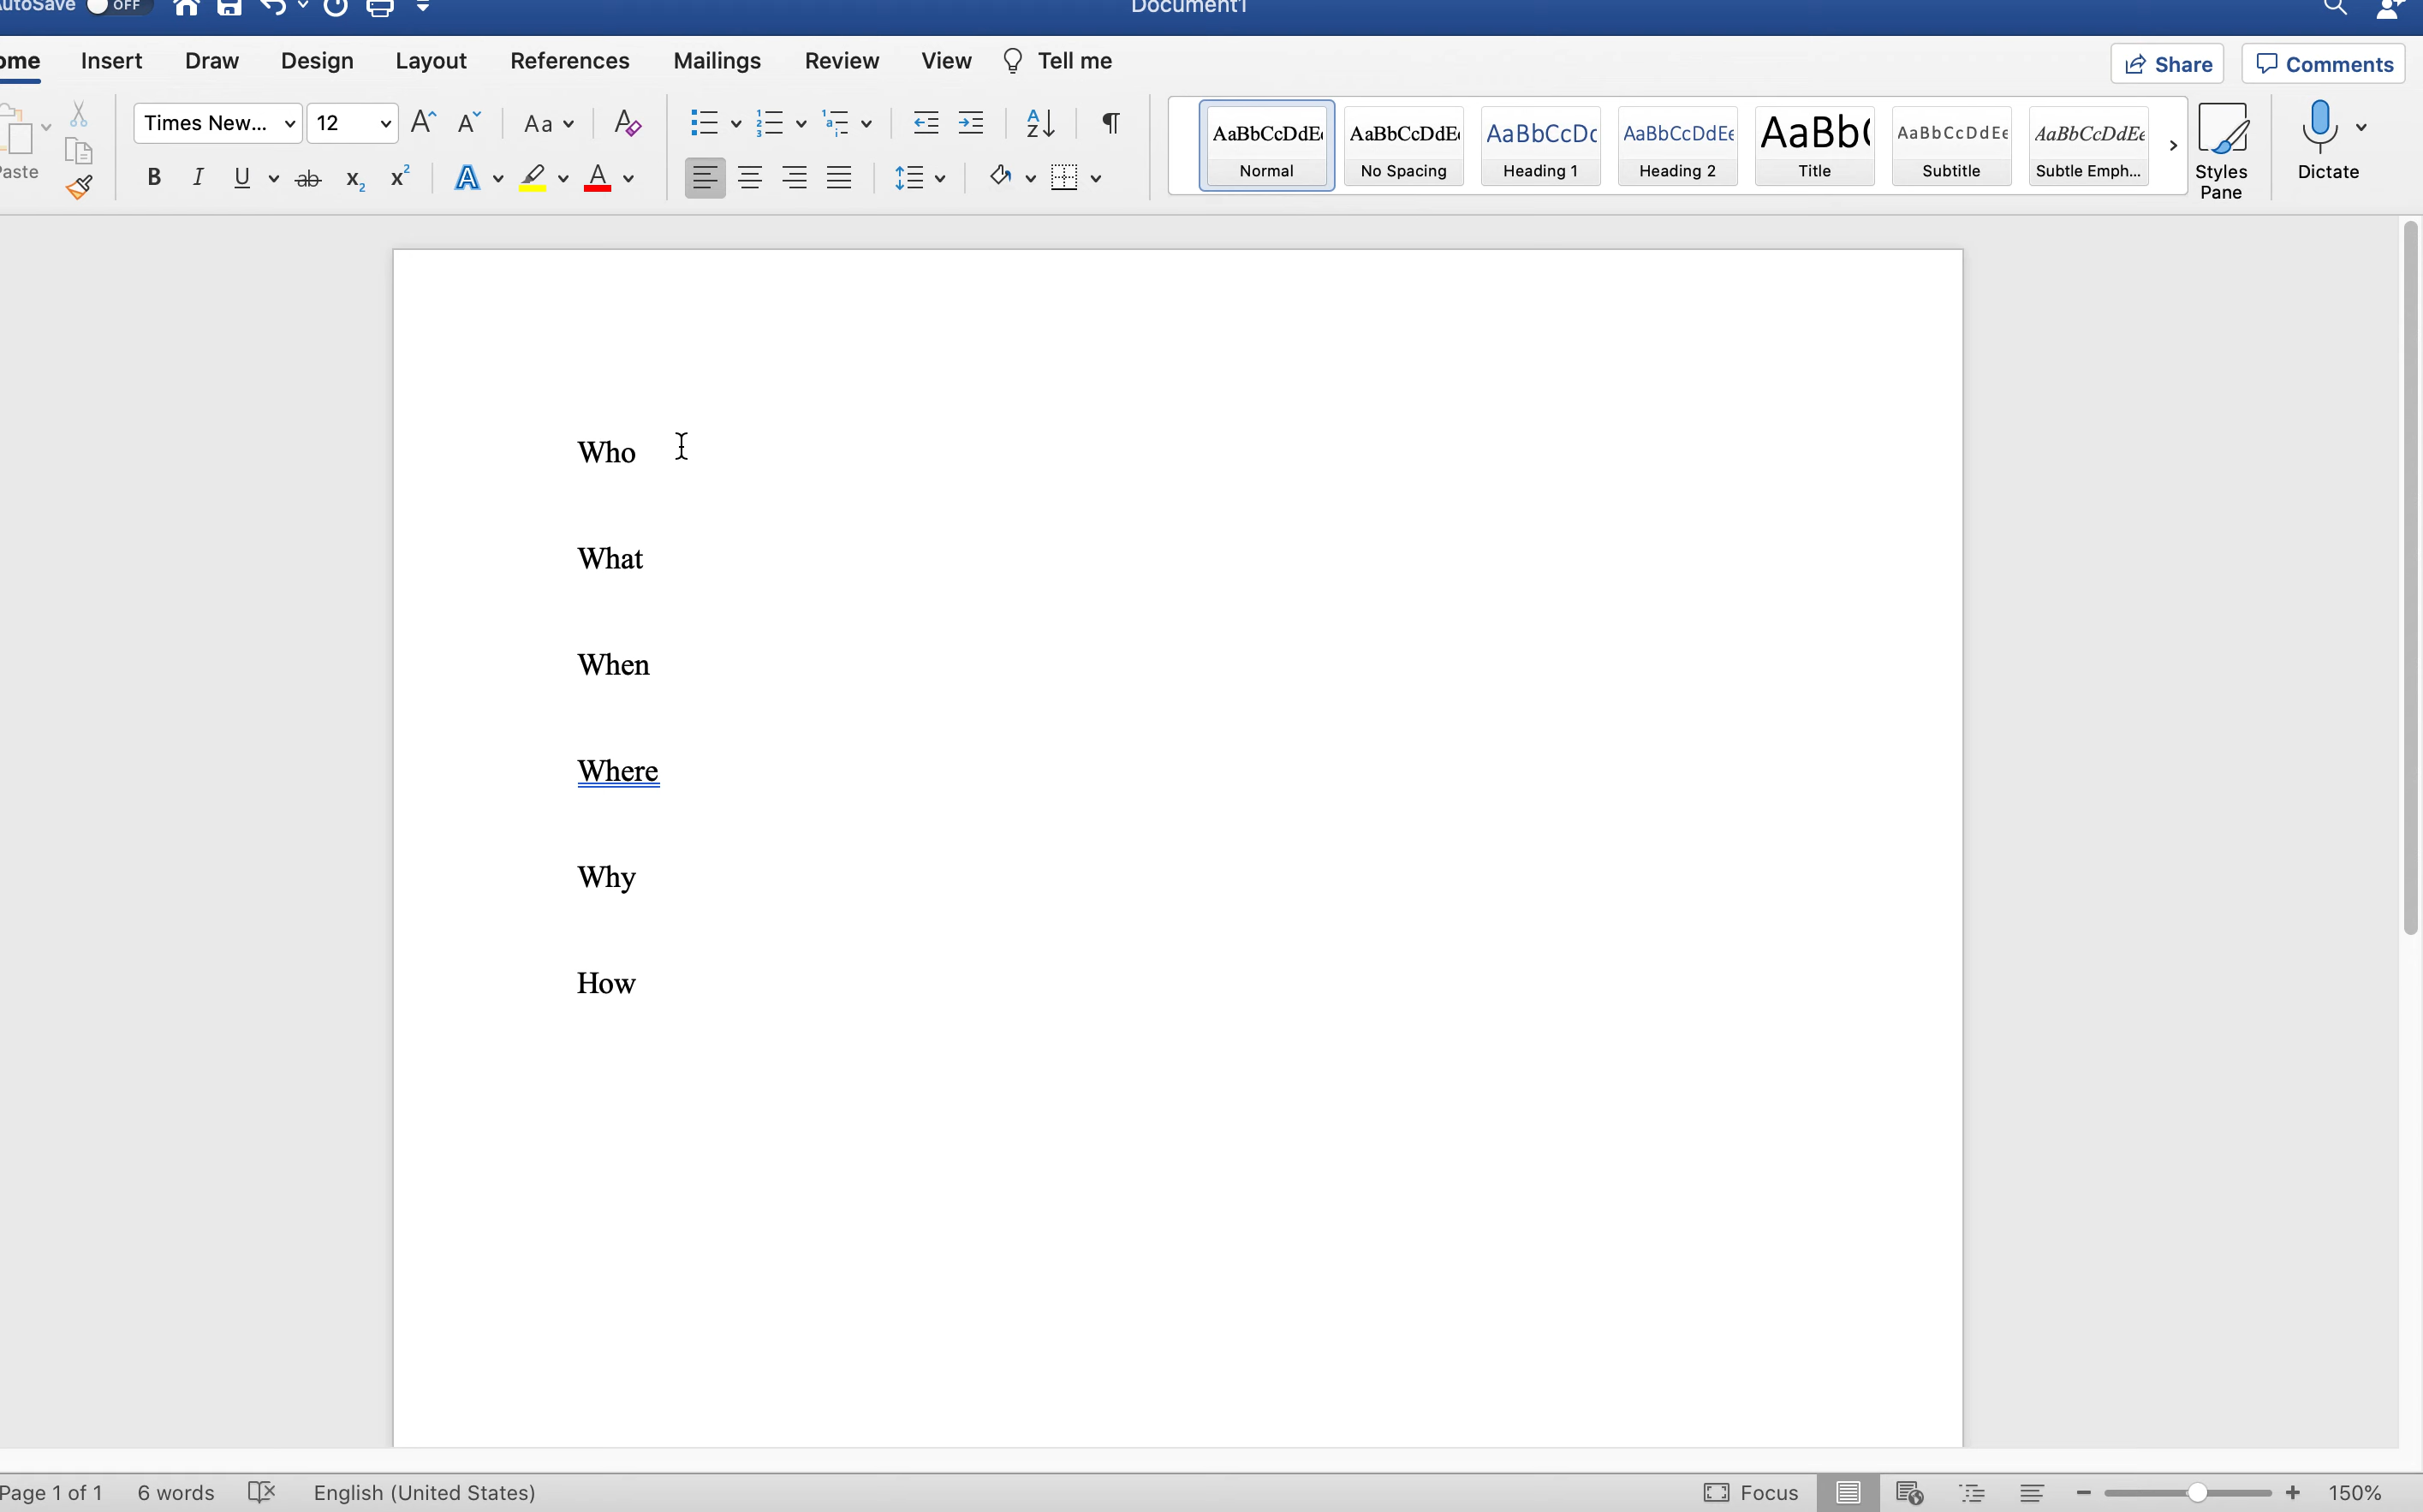 AutoSave OFF Document1
ome Insert Draw Design Layout References Mailings Review View Tell me Share Comments
Times New... 12 Aa
Paste B I U ab X2 X2 A A
AaBbCcDdEe AaBbCcDdEe AaBbCcDc AaBbCcDdEe AaBb( AaBbCcDdEe AaBbCcDdEe
Normal No Spacing Heading 1 Heading 2 Title Subtitle Subtle Emph...
Styles Pane Dictate
Who
What
When
Where
Why
How
Page 1 of 1 6 words English (United States) Focus 150%